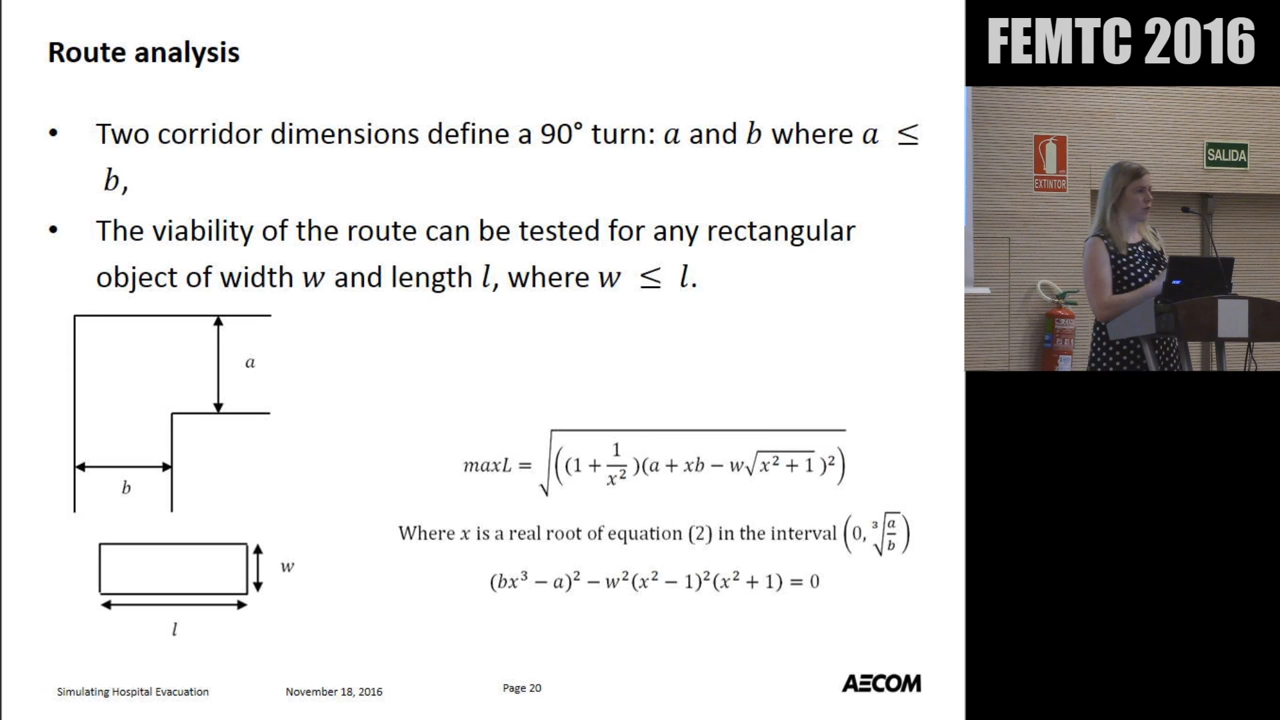 Route analysis
FEMTC 2016
• Two corridor dimensions define a 90° turn: a and b where a ≤
b,
• The viability of the route can be tested for any rectangular
object of width w and length l, where w ≤ l.
EXTINTOR
SALIDA
a
b
w
l
maxL = √((1 + 1/x²)(a + xb − w√(x² + 1))²)
Where x is a real root of equation (2) in the interval (0, ∛(a/b))
(bx³ − a)² − w²(x² − 1)²(x² + 1) = 0
Simulating Hospital Evacuation
November 18, 2016
Page 20
AECOM